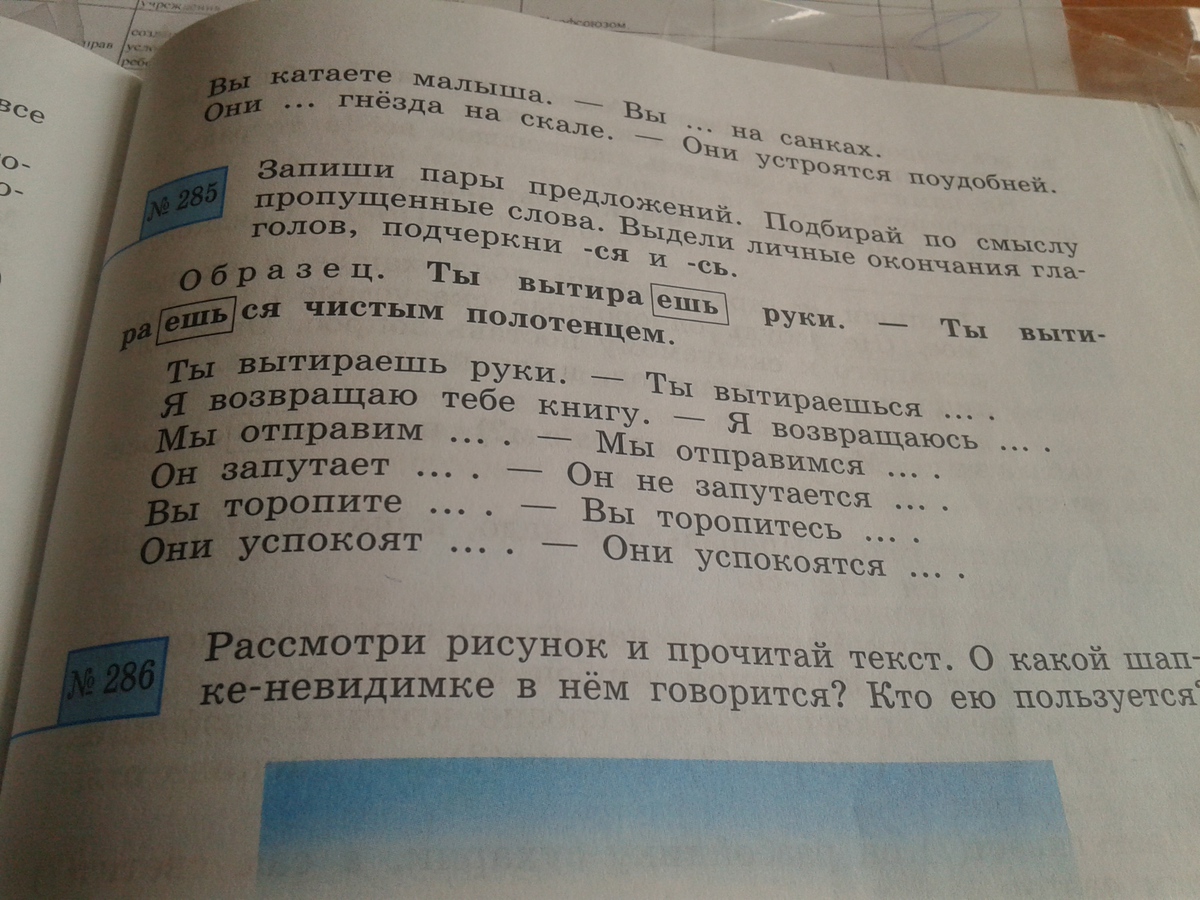 учреждения
Вы катаете малыша. — Вы ... на санках.
Они ... гнёзда на скале. — Они устроятся поудобней.
все
№ 285
Запиши пары предложений. Подбирай по смыслу
пропущенные слова. Выдели личные окончания гла-
голов, подчеркни -ся и -сь.
Образец. Ты вытираешь руки. — Ты выти-
раешься чистым полотенцем.
Ты вытираешь руки. — Ты вытираешься ... .
Я возвращаю тебе книгу. — Я возвращаюсь ... .
Мы отправим ... . — Мы отправимся ... .
Он запутает ... . — Он не запутается ... .
Вы торопите ... . — Вы торопитесь ... .
Они успокоят ... . — Они успокоятся ... .
№ 286
Рассмотри рисунок и прочитай текст. О какой шап-
ке-невидимке в нём говорится? Кто ею пользуется?